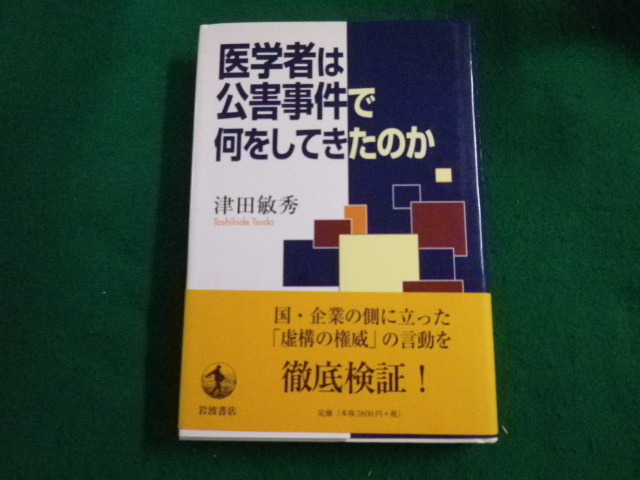 医学者は
公害事件で
何をしてきたのか
津田敏秀
Toshihide Tsuda
国・企業の側に立った
「虚構の権威」の言動を
徹底検証！
岩波書店
定価（本体2600円+税）